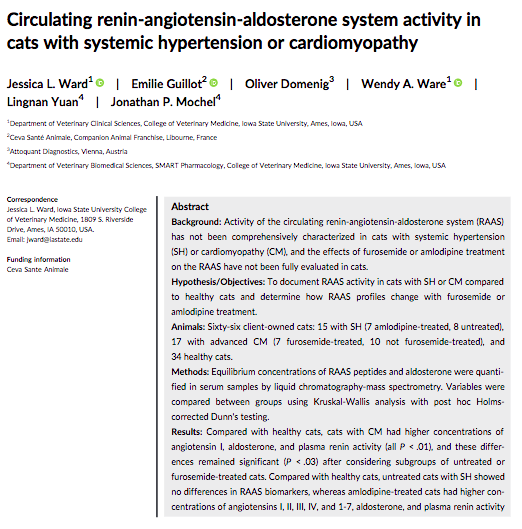 Circulating renin-angiotensin-aldosterone system activity in
cats with systemic hypertension or cardiomyopathy
Jessica L. Ward¹ | Emilie Guillot² | Oliver Domenig³ | Wendy A. Ware¹ |
Lingnan Yuan⁴ | Jonathan P. Mochel⁴
¹Department of Veterinary Clinical Sciences, College of Veterinary Medicine, Iowa State University, Ames, Iowa, USA
²Ceva Santé Animale, Companion Animal Franchise, Libourne, France
³Attoquant Diagnostics, Vienna, Austria
⁴Department of Veterinary Biomedical Sciences, SMART Pharmacology, College of Veterinary Medicine, Iowa State University, Ames, Iowa, USA
Correspondence
Jessica L. Ward, Iowa State University College
of Veterinary Medicine, 1809 S. Riverside
Drive, Ames, IA 50010, USA.
Email: jward@iastate.edu
Funding information
Ceva Sante Animale
Abstract
Background: Activity of the circulating renin-angiotensin-aldosterone system (RAAS)
has not been comprehensively characterized in cats with systemic hypertension
(SH) or cardiomyopathy (CM), and the effects of furosemide or amlodipine treatment
on the RAAS have not been fully evaluated in cats.
Hypothesis/Objectives: To document RAAS activity in cats with SH or CM compared
to healthy cats and determine how RAAS profiles change with furosemide or
amlodipine treatment.
Animals: Sixty-six client-owned cats: 15 with SH (7 amlodipine-treated, 8 untreated),
17 with advanced CM (7 furosemide-treated, 10 not furosemide-treated), and
34 healthy cats.
Methods: Equilibrium concentrations of RAAS peptides and aldosterone were quanti-
fied in serum samples by liquid chromatography-mass spectrometry. Variables were
compared between groups using Kruskal-Wallis analysis with post hoc Holms-
corrected Dunn's testing.
Results: Compared with healthy cats, cats with CM had higher concentrations of
angiotensin I, aldosterone, and plasma renin activity (all P < .01), and these differ-
ences remained significant (P < .03) after considering subgroups of untreated or
furosemide-treated cats. Compared with healthy cats, untreated cats with SH showed
no differences in RAAS biomarkers, whereas amlodipine-treated cats had higher con-
centrations of angiotensins I, II, III, IV, and 1-7, aldosterone, and plasma renin activity